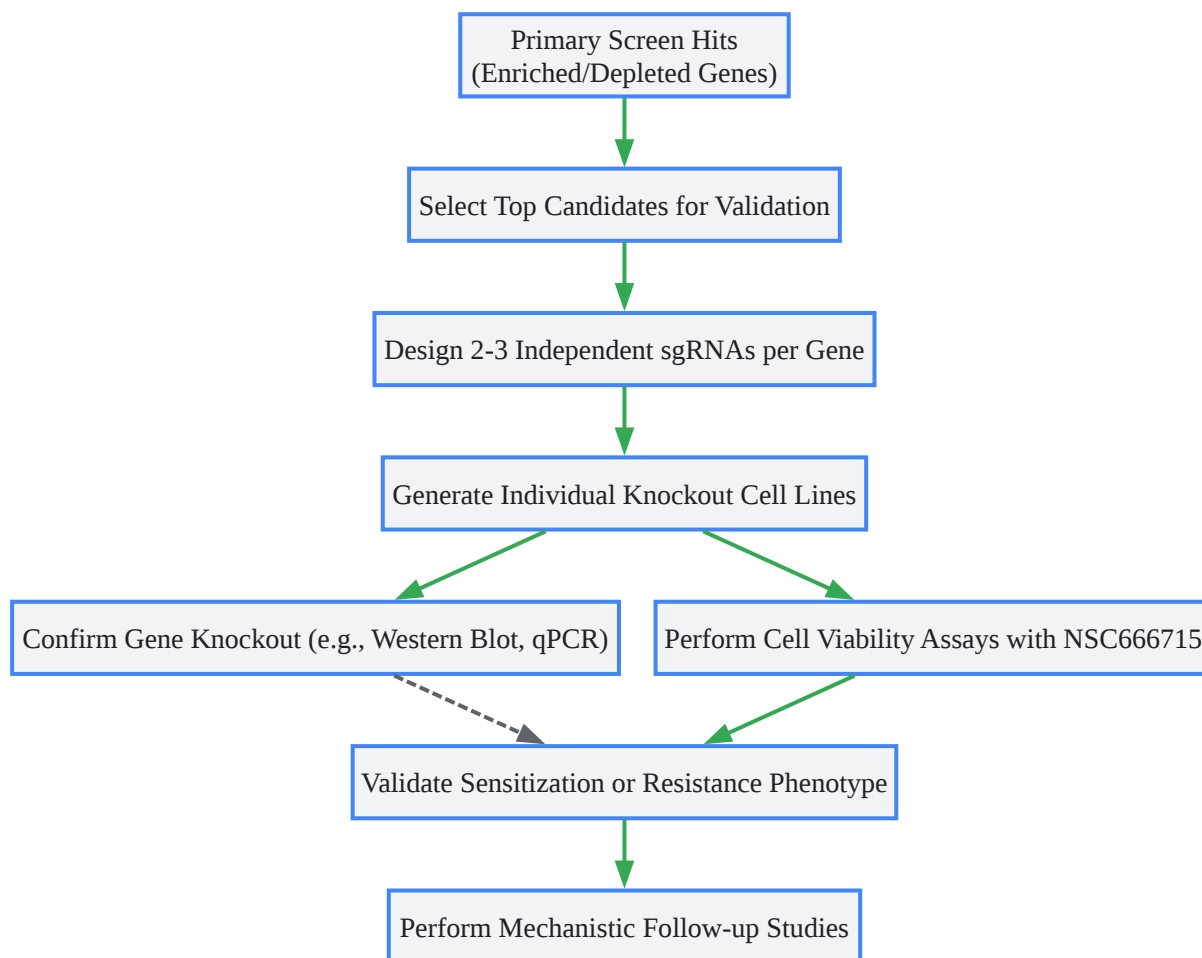 Primary Screen Hits
(Enriched/Depleted Genes)
Select Top Candidates for Validation
Design 2-3 Independent sgRNAs per Gene
Generate Individual Knockout Cell Lines
Confirm Gene Knockout (e.g., Western Blot, qPCR)
Perform Cell Viability Assays with NSC666715
Validate Sensitization or Resistance Phenotype
Perform Mechanistic Follow-up Studies